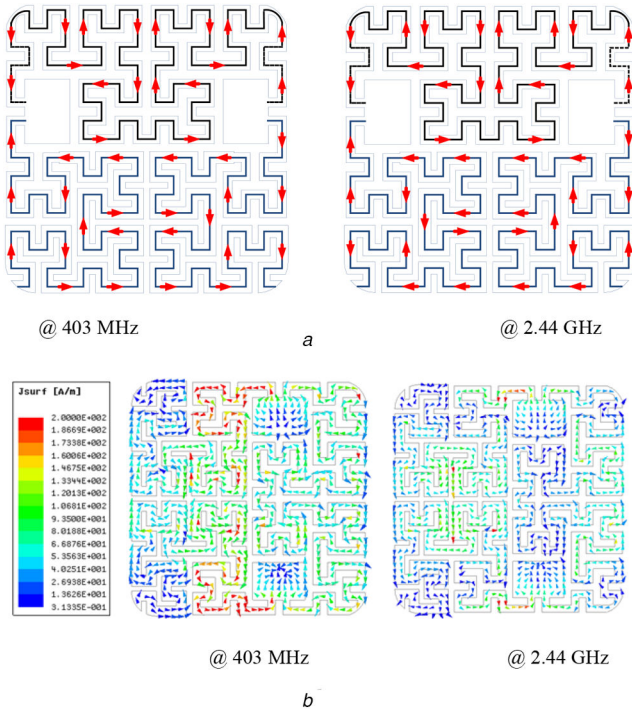 @ 403 MHz
@ 2.44 GHz
a
Jsurf [A/m]
2.0000E+002
1.8669E+002
1.7338E+002
1.6006E+002
1.4675E+002
1.3344E+002
1.2013E+002
1.0681E+002
9.3500E+001
8.0188E+001
6.6876E+001
5.3563E+001
4.0251E+001
2.6938E+001
1.3626E+001
3.1335E-001
@ 403 MHz
@ 2.44 GHz
b